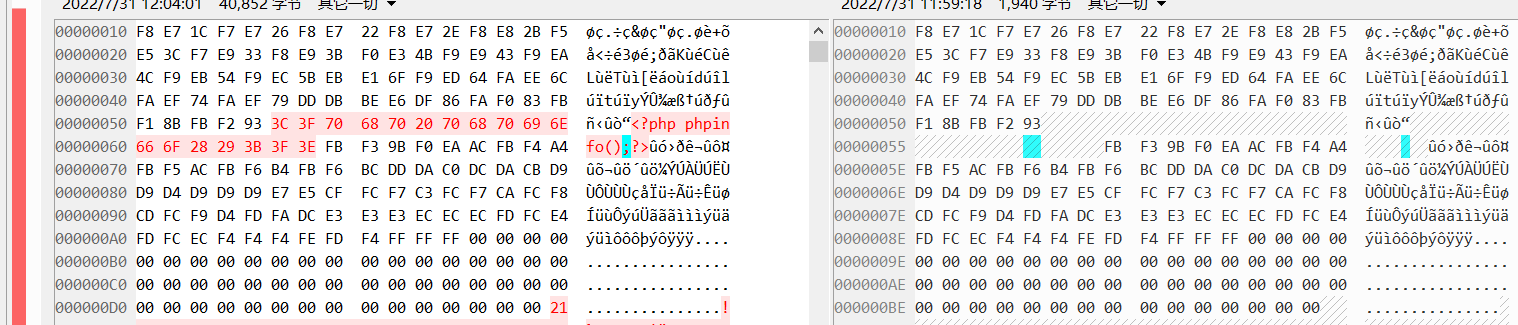 2022/7/31 12:04:01 40,852 字节 其它一切
00000010 F8 E7 1C F7 E7 26 F8 E7 22 F8 E7 2E F8 E8 2B F5 øç.÷ç&øç"øç.øè+õ
00000020 E5 3C F7 E9 33 F8 E9 3B F0 E3 4B F9 E9 43 F9 EA å<÷é3øé;ðãKùéCùê
00000030 4C F9 EB 54 F9 EC 5B EB E1 6F F9 ED 64 FA EE 6C LùëTùì[ëáoùídúîl
00000040 FA EF 74 FA EF 79 DD DB BE E6 DF 86 FA F0 83 FB úïtúïyÝÛ¾æß†úðƒû
00000050 F1 8B FB F2 93 3C 3F 70 68 70 20 70 68 70 69 6E ñ‹ûò“<?php phpin
00000060 66 6F 28 29 3B 3F 3E FB F3 9B F0 EA AC FB F4 A4 fo();?>ûó›ðê¬ûô¤
00000070 FB F5 AC FB F6 B4 FB F6 BC DD DA C0 DC DA CB D9 ûõ¬ûö´ûö¼ÝÚÀÜÚËÙ
00000080 D9 D4 D9 D9 D9 E7 E5 CF FC F7 C3 FC F7 CA FC F8 ÙÔÙÙÙçåÏü÷Ãü÷Êüø
00000090 CD FC F9 D4 FD FA DC E3 E3 E3 EC EC EC FD FC E4 ÍüùÔýúÜãããìììýüä
000000A0 FD FC EC F4 F4 F4 FE FD F4 FF FF FF 00 00 00 00 ýüìôôôþýôÿÿÿ....
000000B0 00 00 00 00 00 00 00 00 00 00 00 00 00 00 00 00 ................
000000C0 00 00 00 00 00 00 00 00 00 00 00 00 00 00 00 00 ................
000000D0 00 00 00 00 00 00 00 00 00 00 00 00 00 00 00 21 ...............!
2022/7/31 11:59:18 1,940 字节 其它一切
00000010 F8 E7 1C F7 E7 26 F8 E7 22 F8 E7 2E F8 E8 2B F5 øç.÷ç&øç"øç.øè+õ
00000020 E5 3C F7 E9 33 F8 E9 3B F0 E3 4B F9 E9 43 F9 EA å<÷é3øé;ðãKùéCùê
00000030 4C F9 EB 54 F9 EC 5B EB E1 6F F9 ED 64 FA EE 6C LùëTùì[ëáoùídúîl
00000040 FA EF 74 FA EF 79 DD DB BE E6 DF 86 FA F0 83 FB úïtúïyÝÛ¾æß†úðƒû
00000050 F1 8B FB F2 93 ñ‹ûò“
00000055 FB F3 9B F0 EA AC FB F4 A4 ûó›ðê¬ûô¤
0000005E FB F5 AC FB F6 B4 FB F6 BC DD DA C0 DC DA CB D9 ûõ¬ûö´ûö¼ÝÚÀÜÚËÙ
0000006E D9 D4 D9 D9 D9 E7 E5 CF FC F7 C3 FC F7 CA FC F8 ÙÔÙÙÙçåÏü÷Ãü÷Êüø
0000007E CD FC F9 D4 FD FA DC E3 E3 E3 EC EC EC FD FC E4 ÍüùÔýúÜãããìììýüä
0000008E FD FC EC F4 F4 F4 FE FD F4 FF FF FF 00 00 00 00 ýüìôôôþýôÿÿÿ....
0000009E 00 00 00 00 00 00 00 00 00 00 00 00 00 00 00 00 ................
000000AE 00 00 00 00 00 00 00 00 00 00 00 00 00 00 00 00 ................
000000BE 00 00 00 00 00 00 00 00 00 00 00 00 00 00 00 ...............